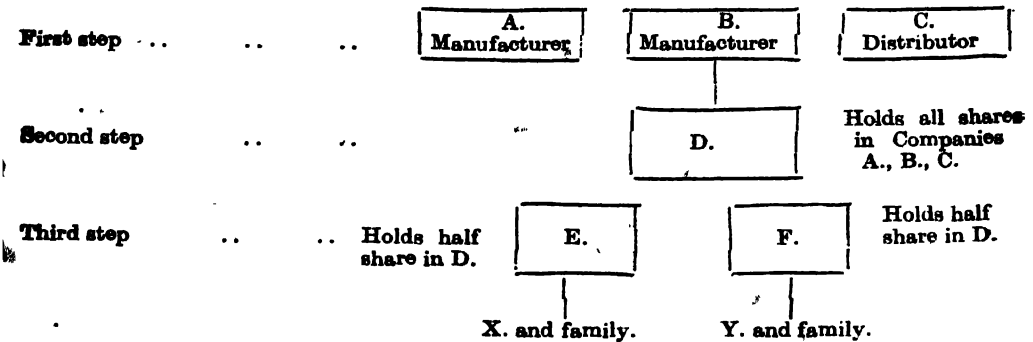 First step .. .. ..
A.
Manufacturer
B.
Manufacturer
C.
Distributor
Second step .. ..
D.
Holds all shares
in Companies
A., B., C.
Third step .. ..
Holds half
share in D.
E.
F.
Holds half
share in D.
X. and family.
Y. and family.